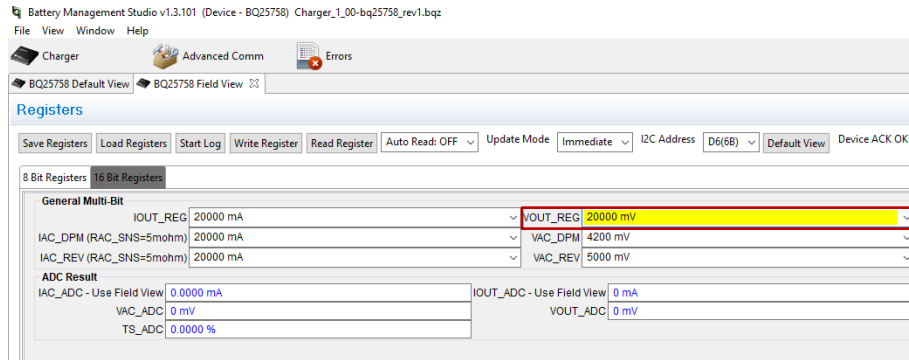 Battery Management Studio v1.3.101 (Device - BQ25758) Charger_1_00-bq25758_rev1.bqz
File View Window Help
Charger Advanced Comm Errors
BQ25758 Default View BQ25758 Field View
Registers
Save Registers Load Registers Start Log Write Register Read Register Auto Read: OFF Update Mode Immediate I2C Address D6(6B) Default View Device ACK OK
8 Bit Registers 16 Bit Registers
General Multi-Bit
IOUT_REG 20000 mA VOUT_REG 20000 mV
IAC_DPM (RAC_SNS=5mohm) 20000 mA VAC_DPM 4200 mV
IAC_REV (RAC_SNS=5mohm) 20000 mA VAC_REV 5000 mV
ADC Result
IAC_ADC - Use Field View 0.0000 mA IOUT_ADC - Use Field View 0 mA
VAC_ADC 0 mV VOUT_ADC 0 mV
TS_ADC 0.0000 %